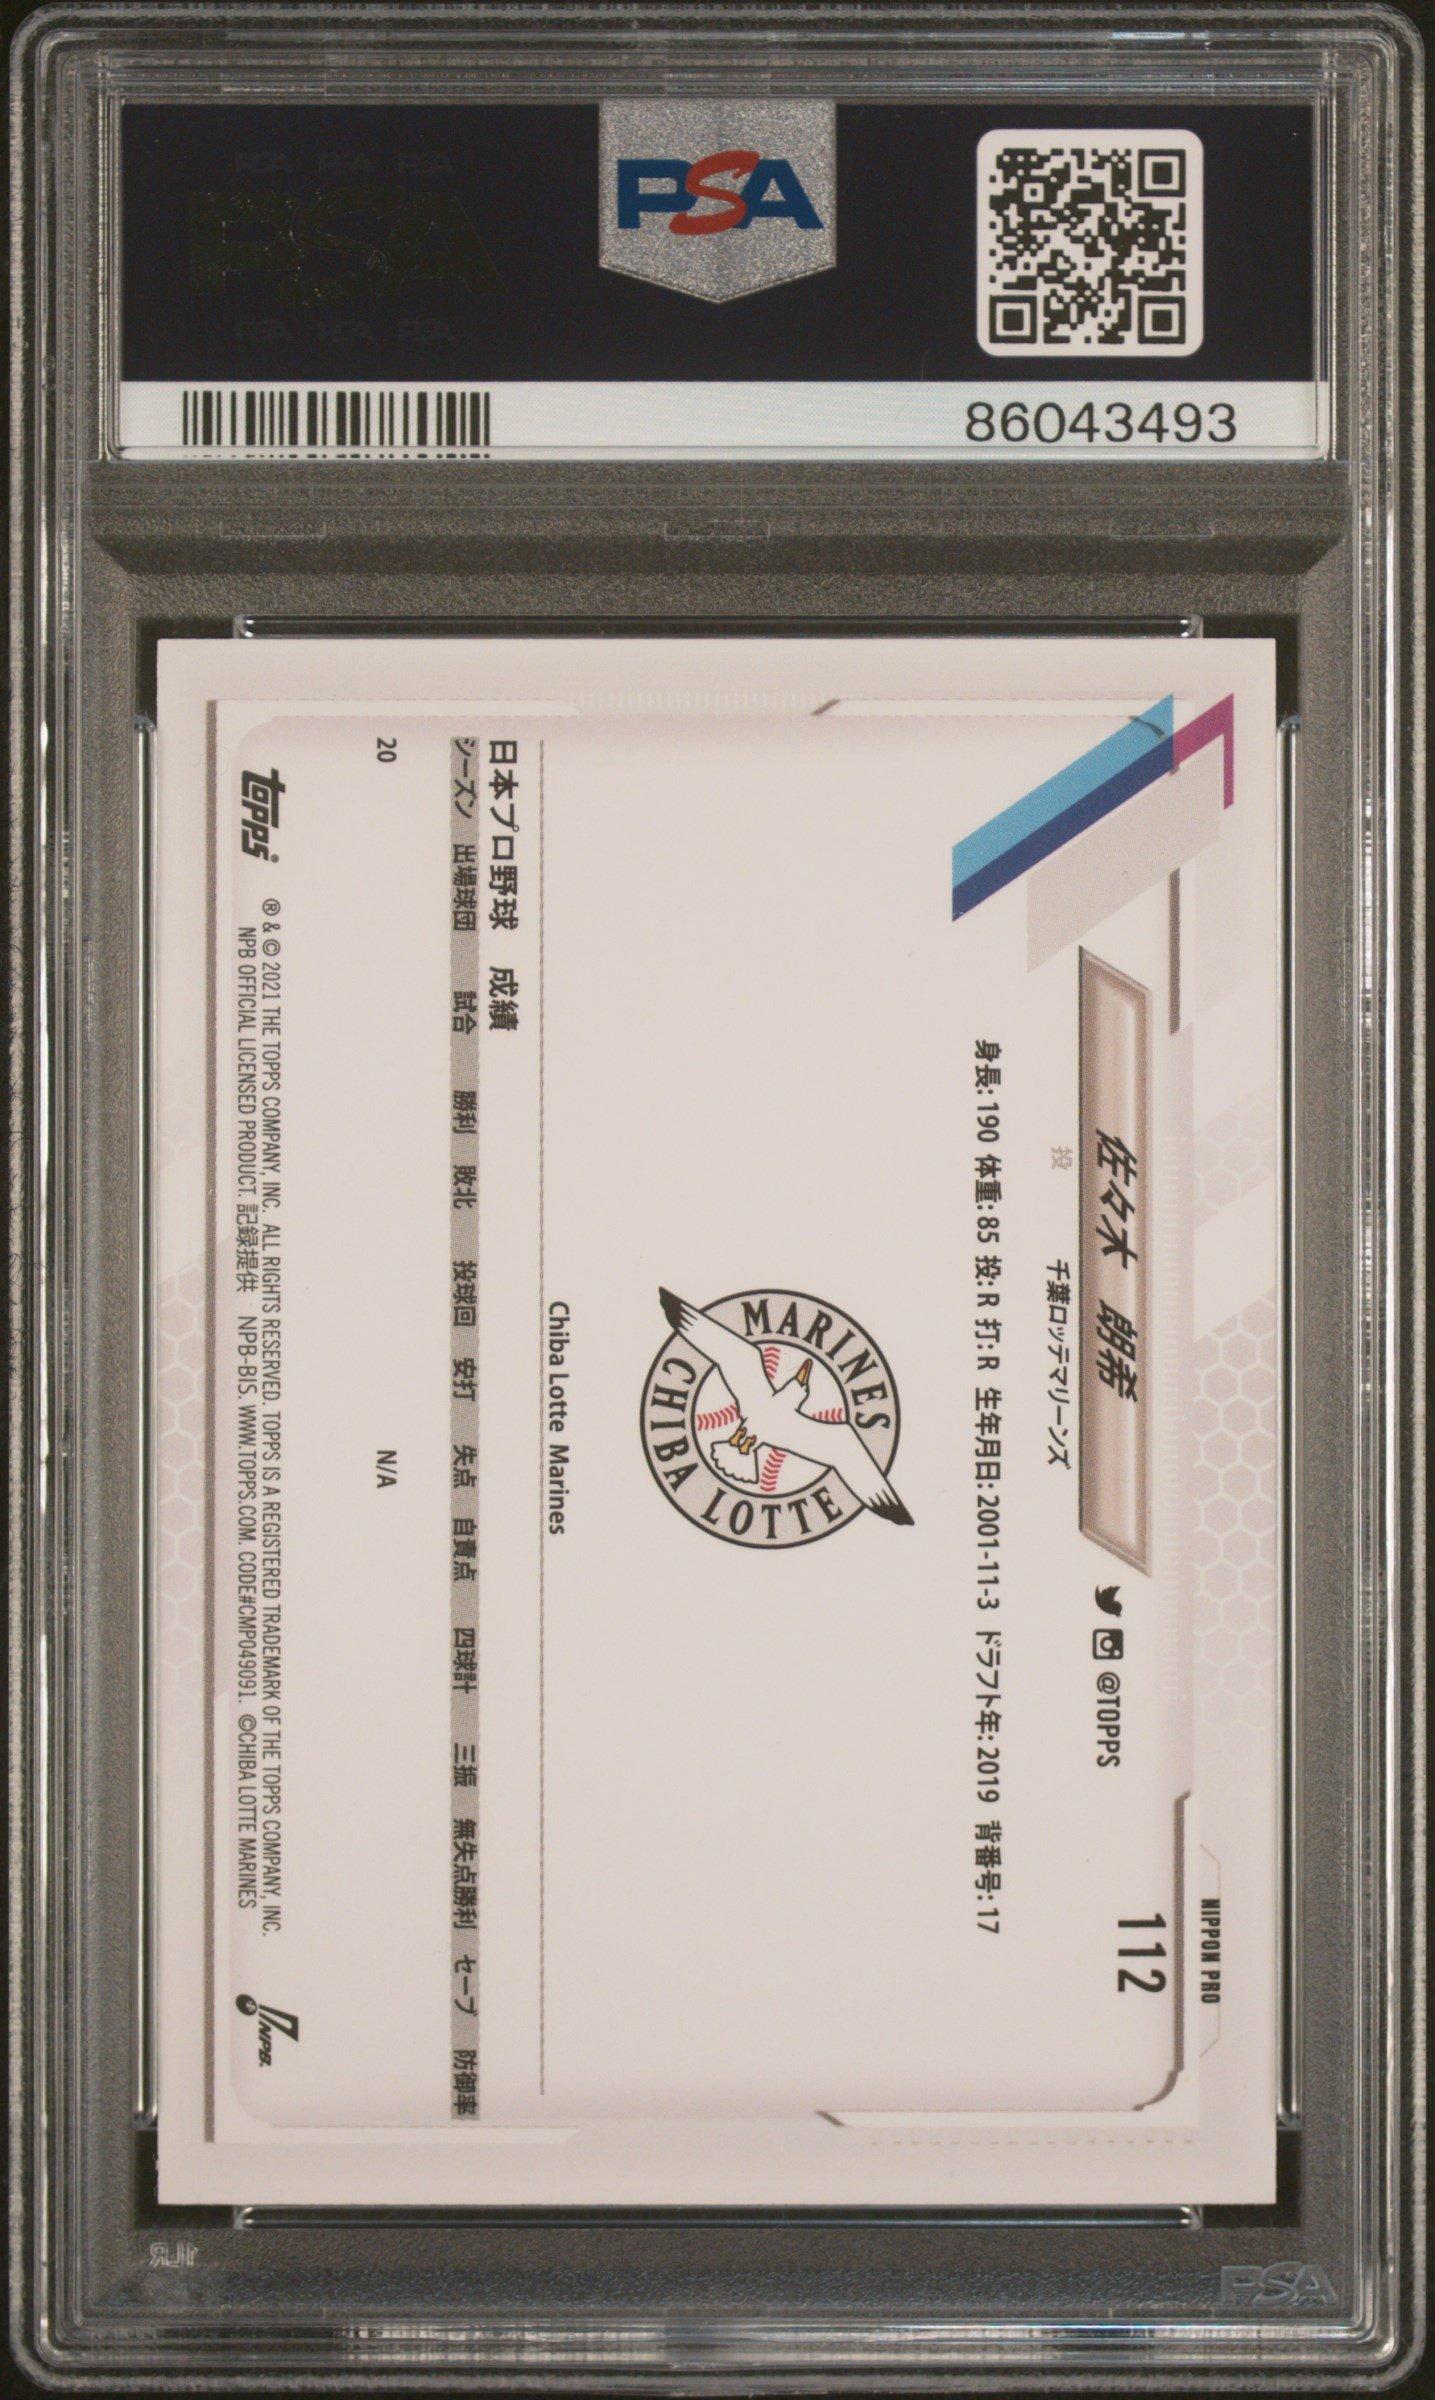 PSA
86043493
NIPPON PRO
112
佐々木 朗希 @TOPPS
投 千葉ロッテマリーンズ
身長: 190 体重: 85 投: R 打: R 生年月日: 2001-11-3 ドラフト年: 2019 背番号: 17
MARINES
CHIBA LOTTE
Chiba Lotte Marines
日本プロ野球 成績
シーズン 出場球団 試合 勝利 敗北 投球回 安打 失点 自責点 四球計 三振 無失点勝利 セーブ 防御率
20 N/A
topps® ® & © 2021 THE TOPPS COMPANY, INC. ALL RIGHTS RESERVED. TOPPS IS A REGISTERED TRADEMARK OF THE TOPPS COMPANY, INC.
NPB OFFICIAL LICENSED PRODUCT. 記録提供 NPB-BIS. WWW.TOPPS.COM. CODE#CMP049091. ©CHIBA LOTTE MARINES
NPB.
PSA